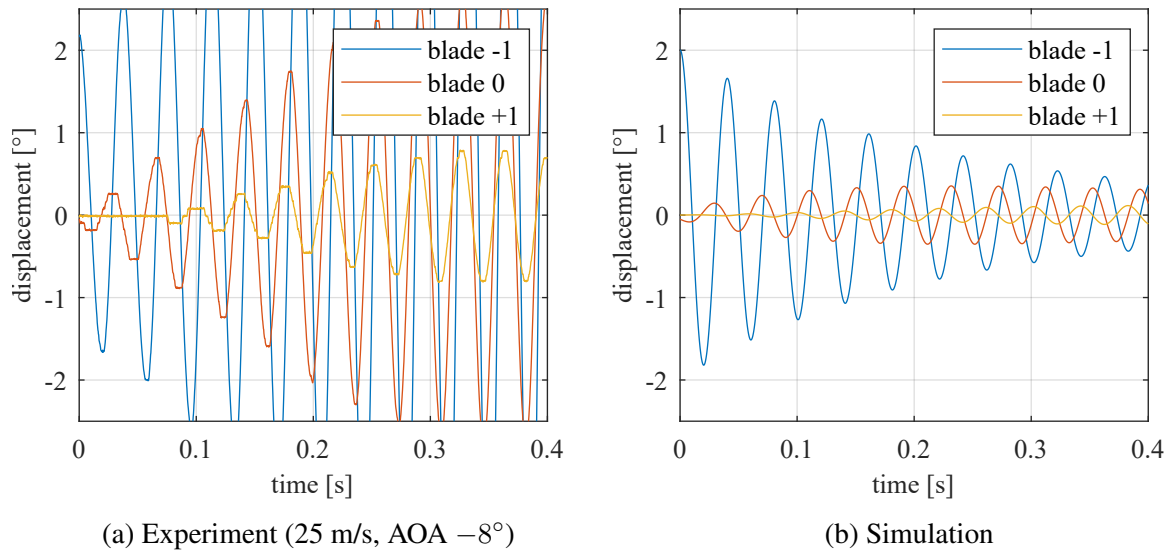 2
1
0
-1
-2
displacement [°]
blade -1
blade 0
blade +1
0 0.1 0.2 0.3 0.4
time [s]
(a) Experiment (25 m/s, AOA −8°)
2
1
0
-1
-2
displacement [°]
blade -1
blade 0
blade +1
0 0.1 0.2 0.3 0.4
time [s]
(b) Simulation